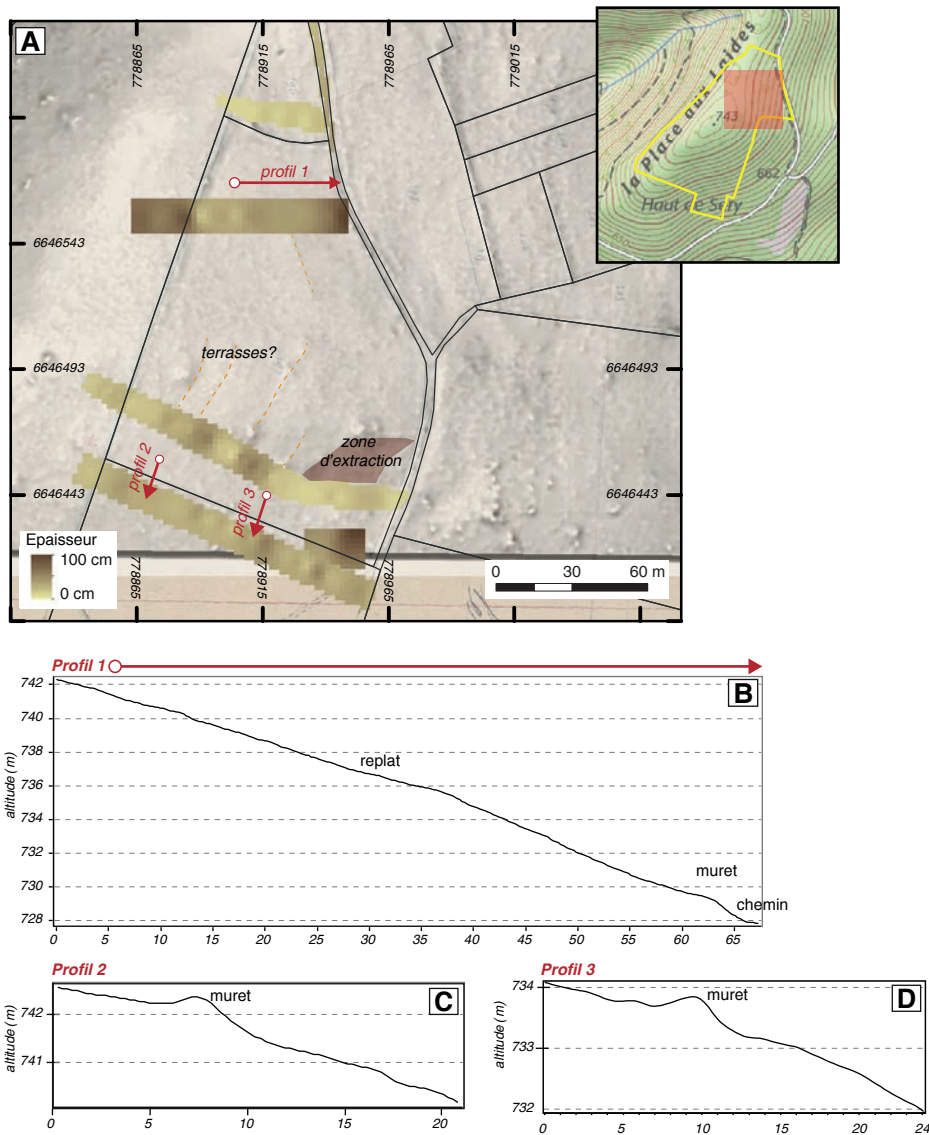 A
778865
778915
778965
779015
profil 1
6646543
6646493
6646443
terrasses?
zone
d'extraction
profil 2
profil 3
Epaisseur
100 cm
0 cm
778865
778915
778965
0 30 60 m
6646493
6646443
la Place aux Laides
743
662
Haut de Sery
Profil 1
B
altitude (m)
742
740
738
736
734
732
730
728
replat
muret
chemin
0 5 10 15 20 25 30 35 40 45 50 55 60 65
Profil 2
C
altitude (m)
742
741
muret
0 5 10 15 20
Profil 3
D
altitude (m)
734
733
732
muret
0 5 10 15 20 24